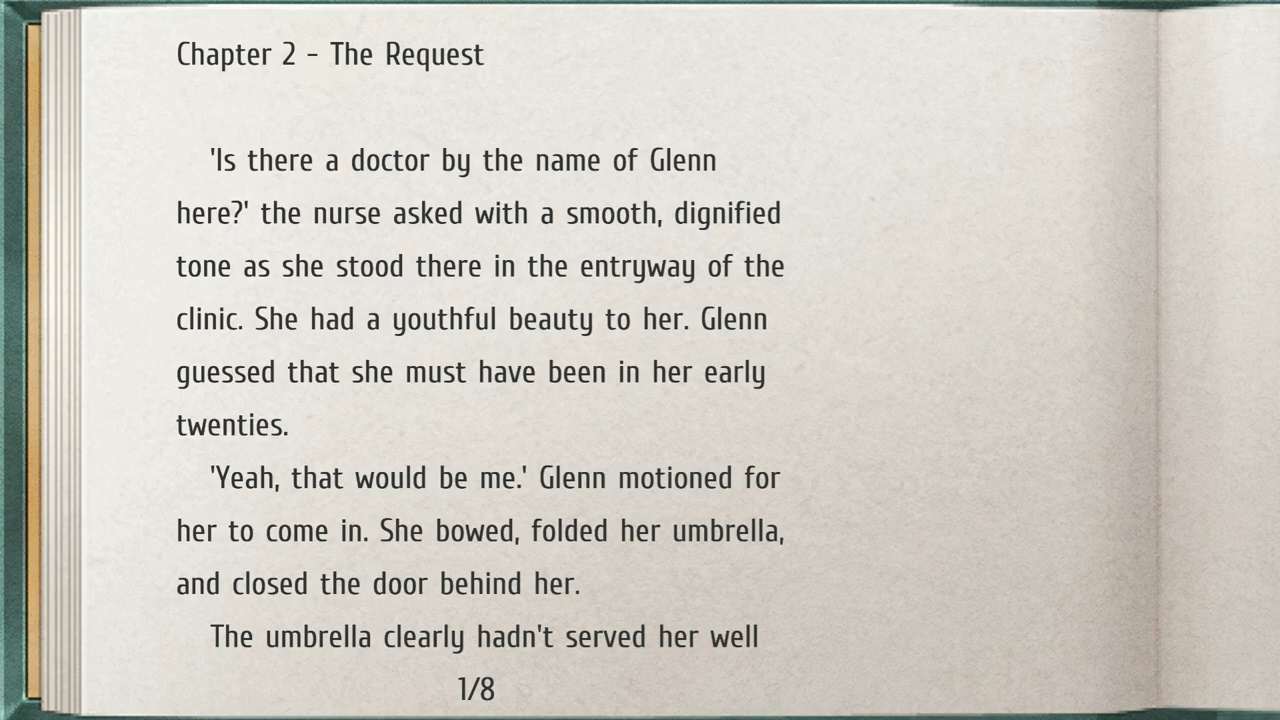 Chapter 2 - The Request
'Is there a doctor by the name of Glenn
here?' the nurse asked with a smooth, dignified
tone as she stood there in the entryway of the
clinic. She had a youthful beauty to her. Glenn
guessed that she must have been in her early
twenties.
'Yeah, that would be me.' Glenn motioned for
her to come in. She bowed, folded her umbrella,
and closed the door behind her.
The umbrella clearly hadn't served her well
1/8